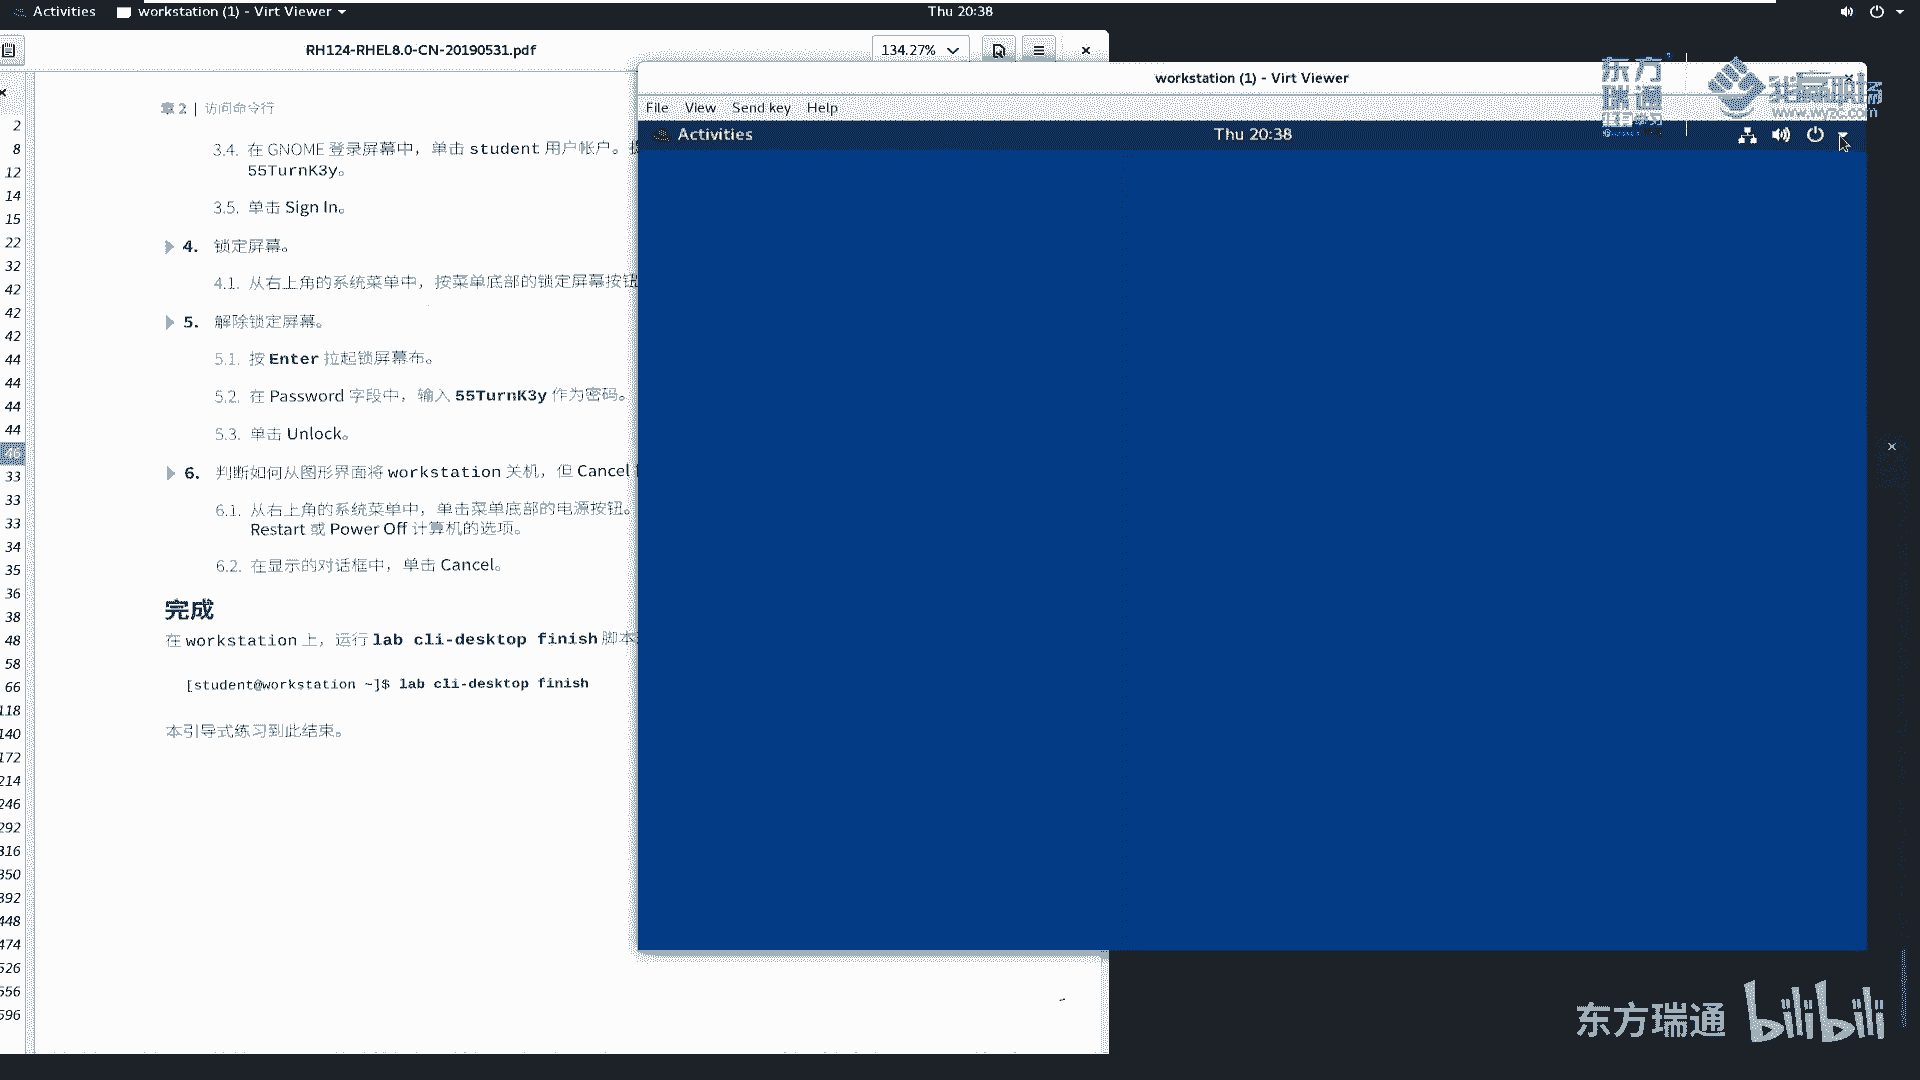 Activities
workstation (1) - Virt Viewer
Thu 20:38
RH124-RHEL8.0-CN-20190531.pdf
134.27%
workstation (1) - Virt Viewer
File View Send key Help
Activities
Thu 20:38
章 2 | 访问命令行
3.4. 在 GNOME 登录屏幕中，单击 student 用户帐户。
55TurnK3y。
3.5. 单击 Sign In。
4. 锁定屏幕。
4.1. 从右上角的系统菜单中，按菜单底部的锁定屏幕按钮
5. 解除锁定屏幕。
5.1. 按 Enter 拉起锁屏幕布。
5.2. 在 Password 字段中，输入 55TurnK3y 作为密码。
5.3. 单击 Unlock。
6. 判断如何从图形界面将 workstation 关机，但 Cancel
6.1. 从右上角的系统菜单中，单击菜单底部的电源按钮。
Restart 或 Power Off 计算机的选项。
6.2. 在显示的对话框中，单击 Cancel。
完成
在 workstation 上，运行 lab cli-desktop finish 脚本
[student@workstation ~]$ lab cli-desktop finish
本引导式练习到此结束。
2
8
12
14
15
22
32
42
42
42
44
44
44
44
46
33
33
33
34
35
36
38
48
58
66
118
140
172
214
246
292
316
350
392
448
474
526
556
596
东方
瑞通
东方瑞通 bilibili